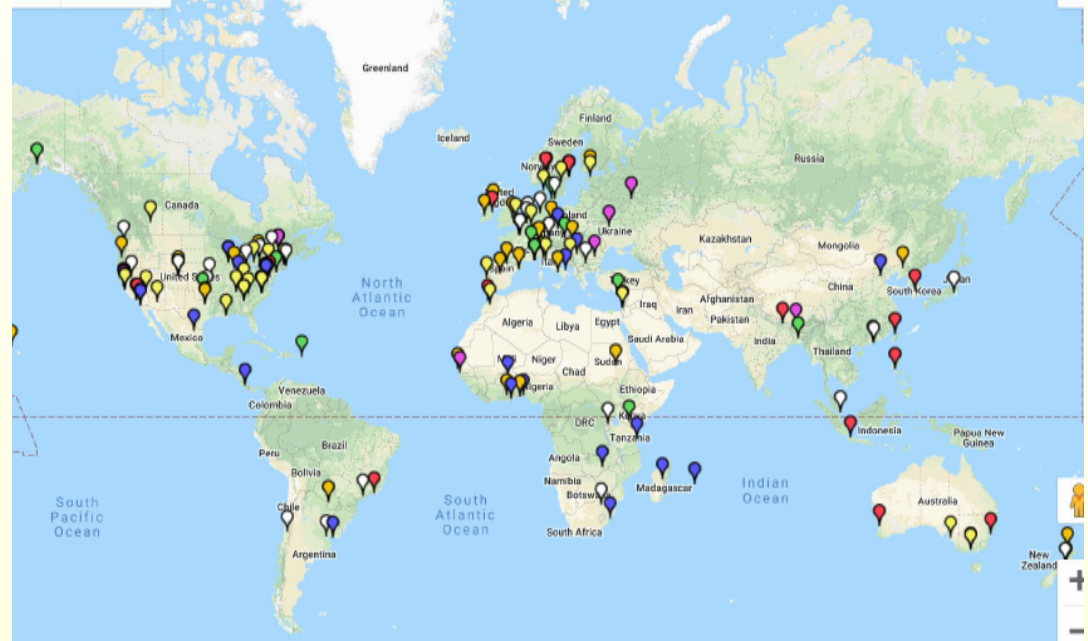 Greenland
Iceland
Finland
Sweden
Russia
Canada
Ukraine
Kazakhstan
Mongolia
North
Atlantic
Ocean
Iraq
Iran
Afghanistan
Pakistan
China
South Korea
Mexico
Algeria
Libya
Egypt
Saudi Arabia
India
Thailand
Niger
Chad
Sudan
Ethiopia
Venezuela
Colombia
DRC
Tanzania
Indonesia
Papua New
Guinea
Peru
Brazil
Bolivia
Angola
Namibia
Madagascar
Indian
Ocean
Australia
South
Pacific
Ocean
Chile
South
Atlantic
Ocean
South Africa
Argentina
New
Zealand